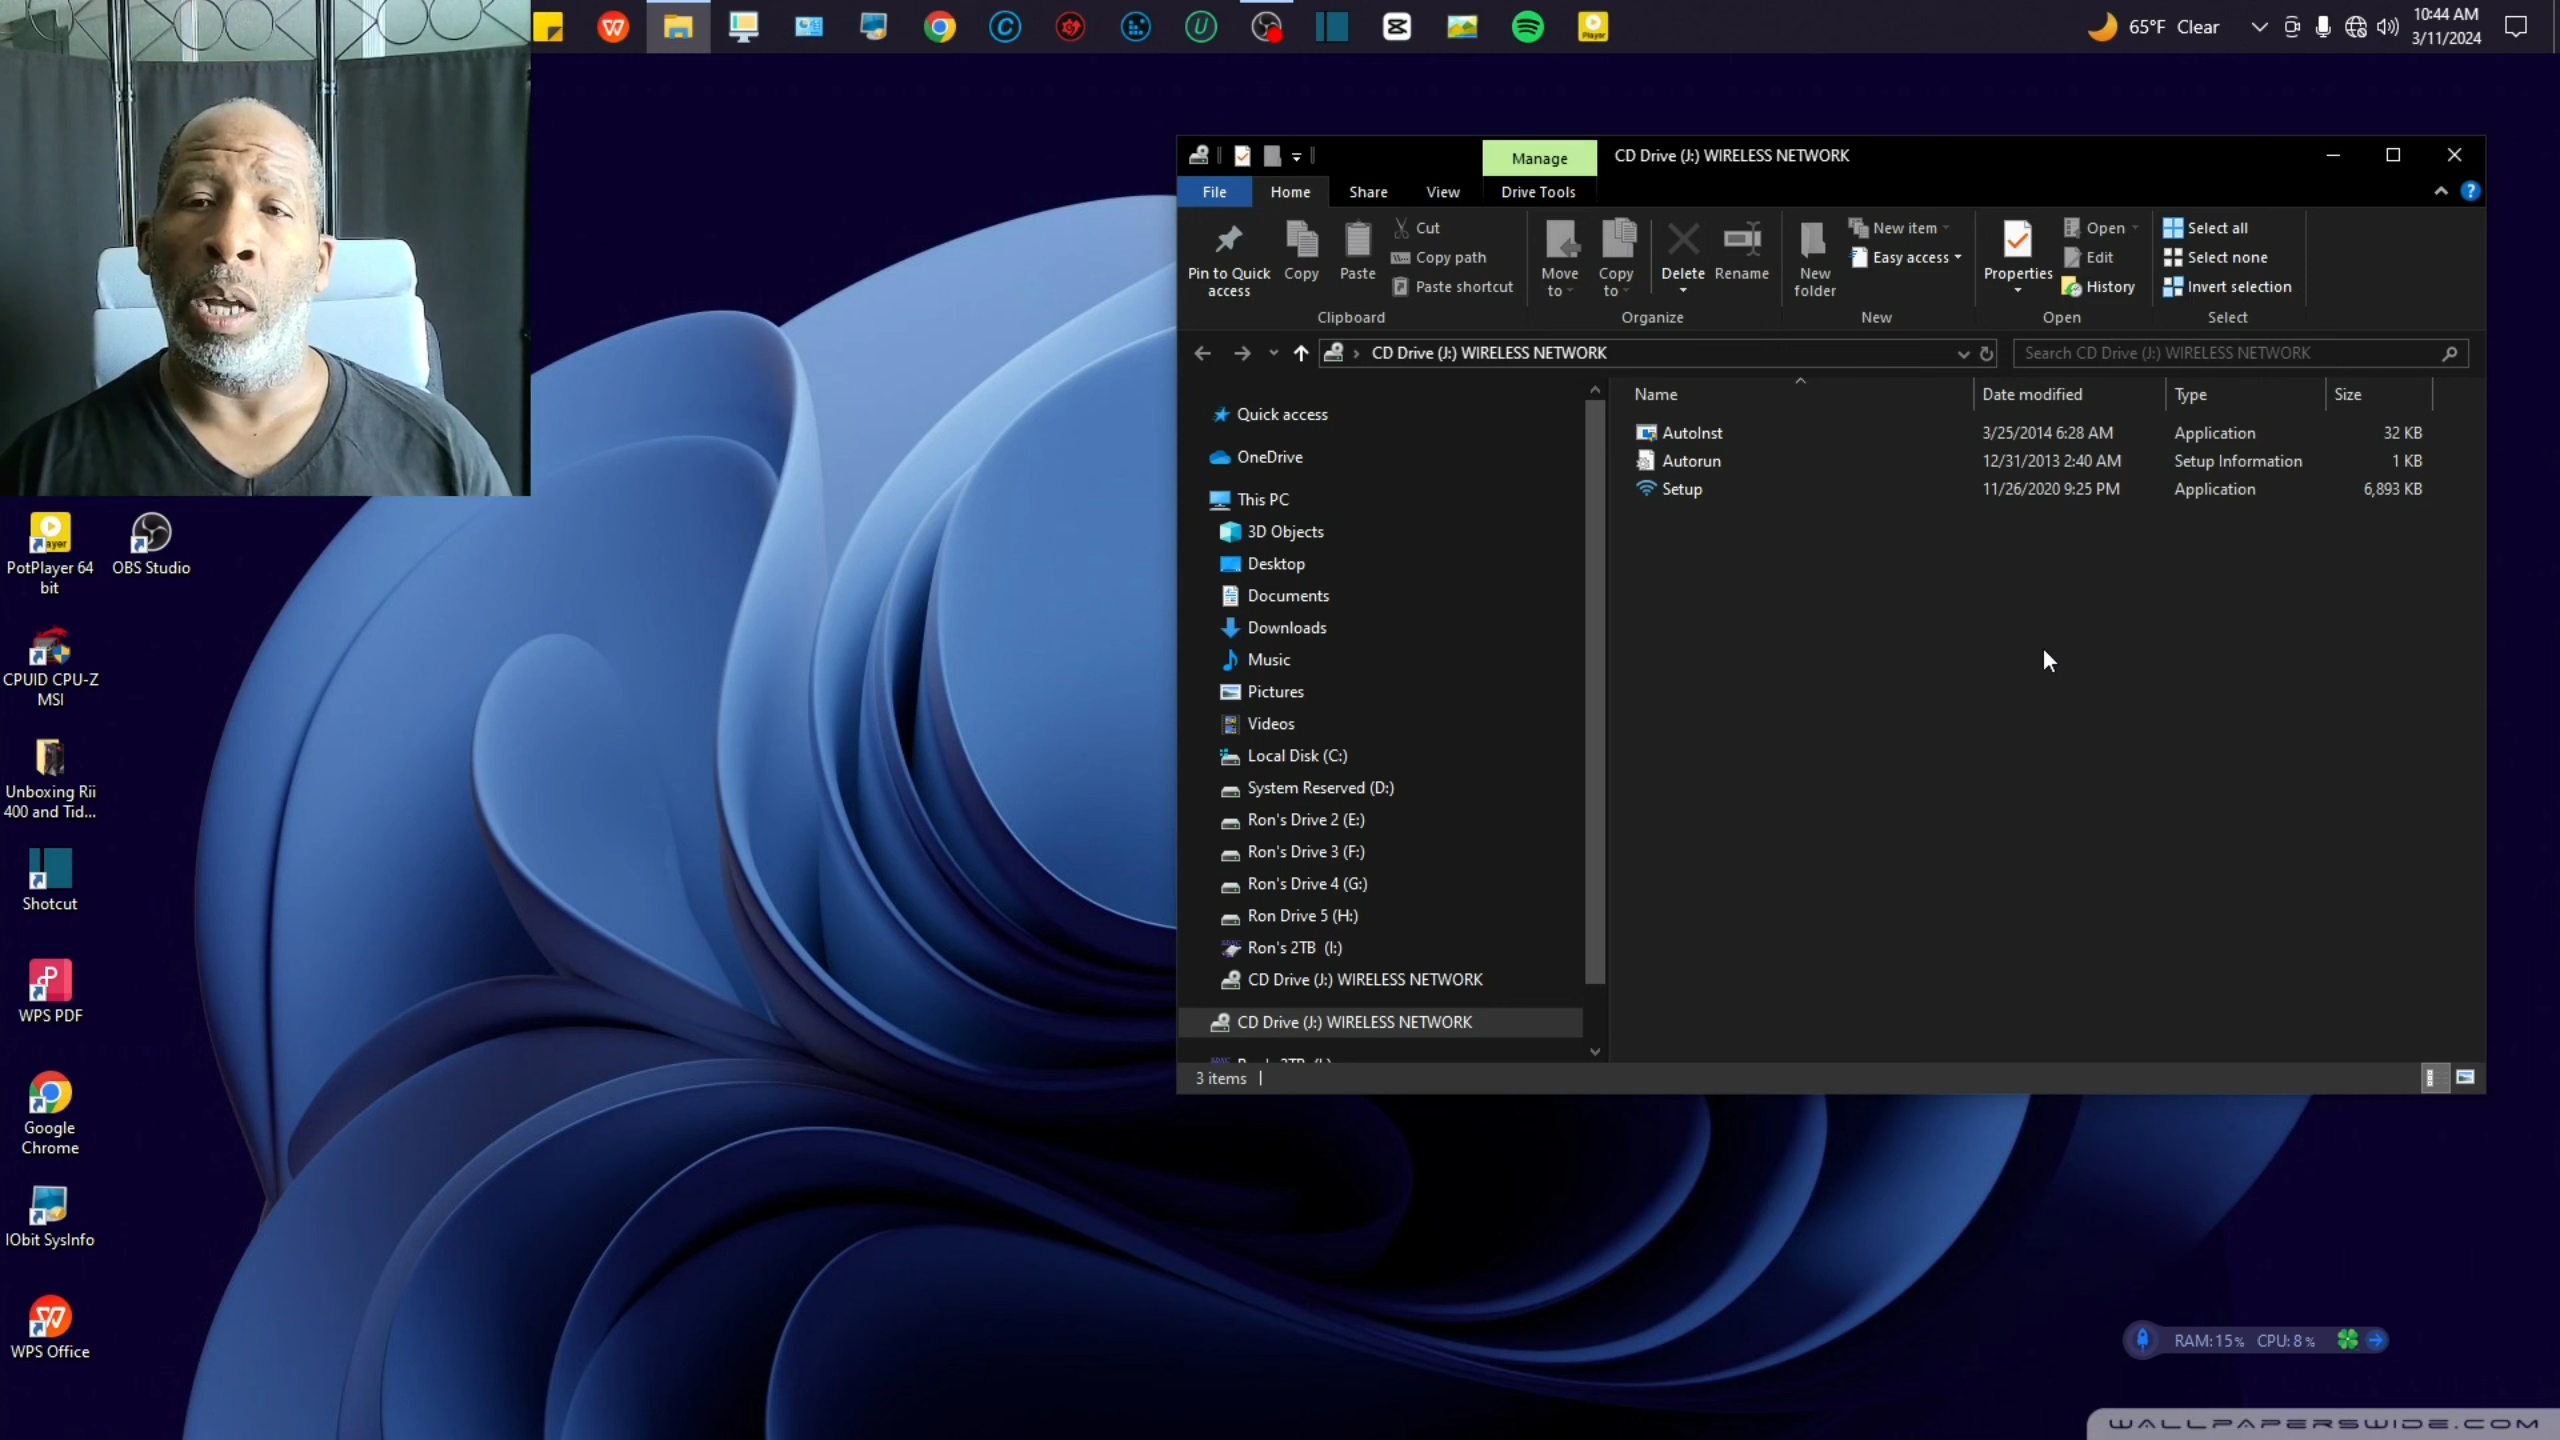 65°F Clear
10:44 AM
3/11/2024
Player
Manage
CD Drive (J:) WIRELESS NETWORK
File
Home
Share
View
Drive Tools
Pin to Quick
access
Copy
Paste
Cut
Copy path
Paste shortcut
Clipboard
Move
to
Copy
to
Delete
Rename
Organize
New
folder
New item
Easy access
New
Properties
Open
Edit
History
Open
Select all
Select none
Invert selection
Select
CD Drive (J:) WIRELESS NETWORK
Search CD Drive (J:) WIRELESS NETWORK
Name
Date modified
Type
Size
AutoInst 3/25/2014 6:28 AM Application 32 KB
Autorun 12/31/2013 2:40 AM Setup Information 1 KB
Setup 11/26/2020 9:25 PM Application 6,893 KB
Quick access
OneDrive
This PC
3D Objects
Desktop
Documents
Downloads
Music
Pictures
Videos
Local Disk (C:)
System Reserved (D:)
Ron's Drive 2 (E:)
Ron's Drive 3 (F:)
Ron's Drive 4 (G:)
Ron Drive 5 (H:)
Ron's 2TB (I:)
CD Drive (J:) WIRELESS NETWORK
CD Drive (J:) WIRELESS NETWORK
3 items
PotPlayer 64
bit
OBS Studio
CPUID CPU-Z
MSI
Unboxing Rii
400 and Tid...
Shotcut
WPS PDF
Google
Chrome
IObit SysInfo
WPS Office
RAM:15% CPU:8%
WALLPAPERSWIDE.COM